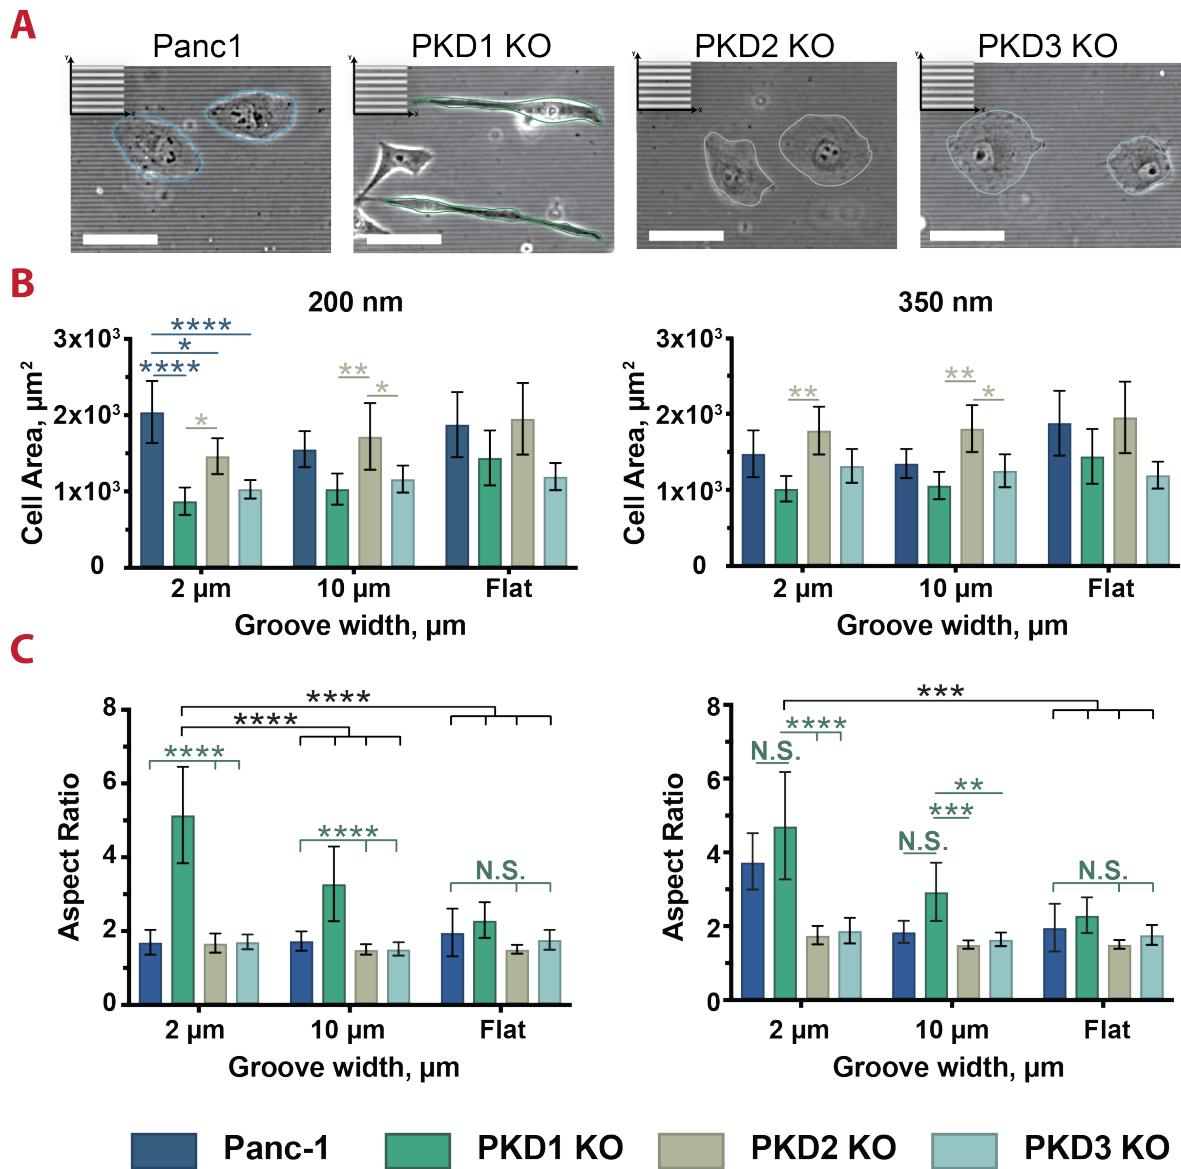 A
Panc1
PKD1 KO
PKD2 KO
PKD3 KO
Y
X
Y
X
Y
X
Y
X
B
200 nm
350 nm
Cell Area, µm²
3x10³
2x10³
1x10³
0
****
*
****
*
**
*
2 µm
10 µm
Flat
Groove width, µm
Cell Area, µm²
3x10³
2x10³
1x10³
0
**
**
*
2 µm
10 µm
Flat
Groove width, µm
C
Aspect Ratio
8
6
4
2
0
****
****
****
****
N.S.
2 µm
10 µm
Flat
Groove width, µm
Aspect Ratio
8
6
4
2
0
***
****
N.S.
**
***
N.S.
N.S.
2 µm
10 µm
Flat
Groove width, µm
Panc-1
PKD1 KO
PKD2 KO
PKD3 KO